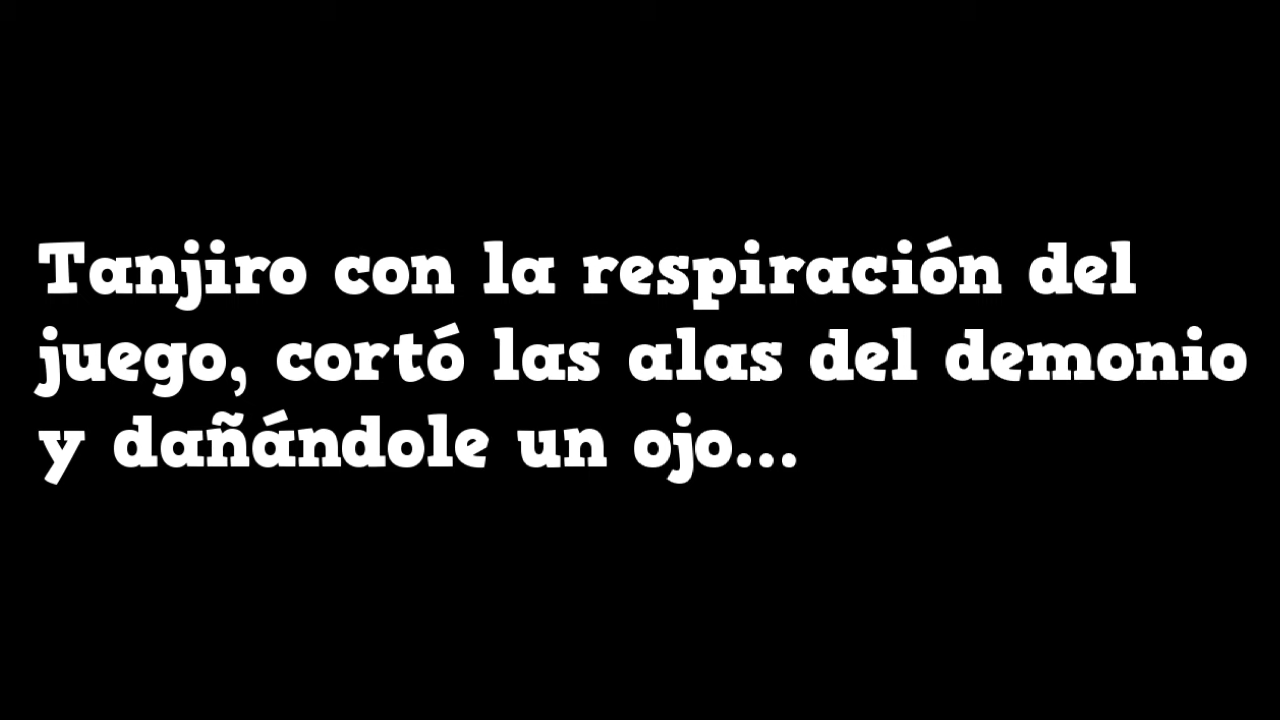 Tanjiro con la respiración del
juego, cortó las alas del demonio
y dañándole un ojo...